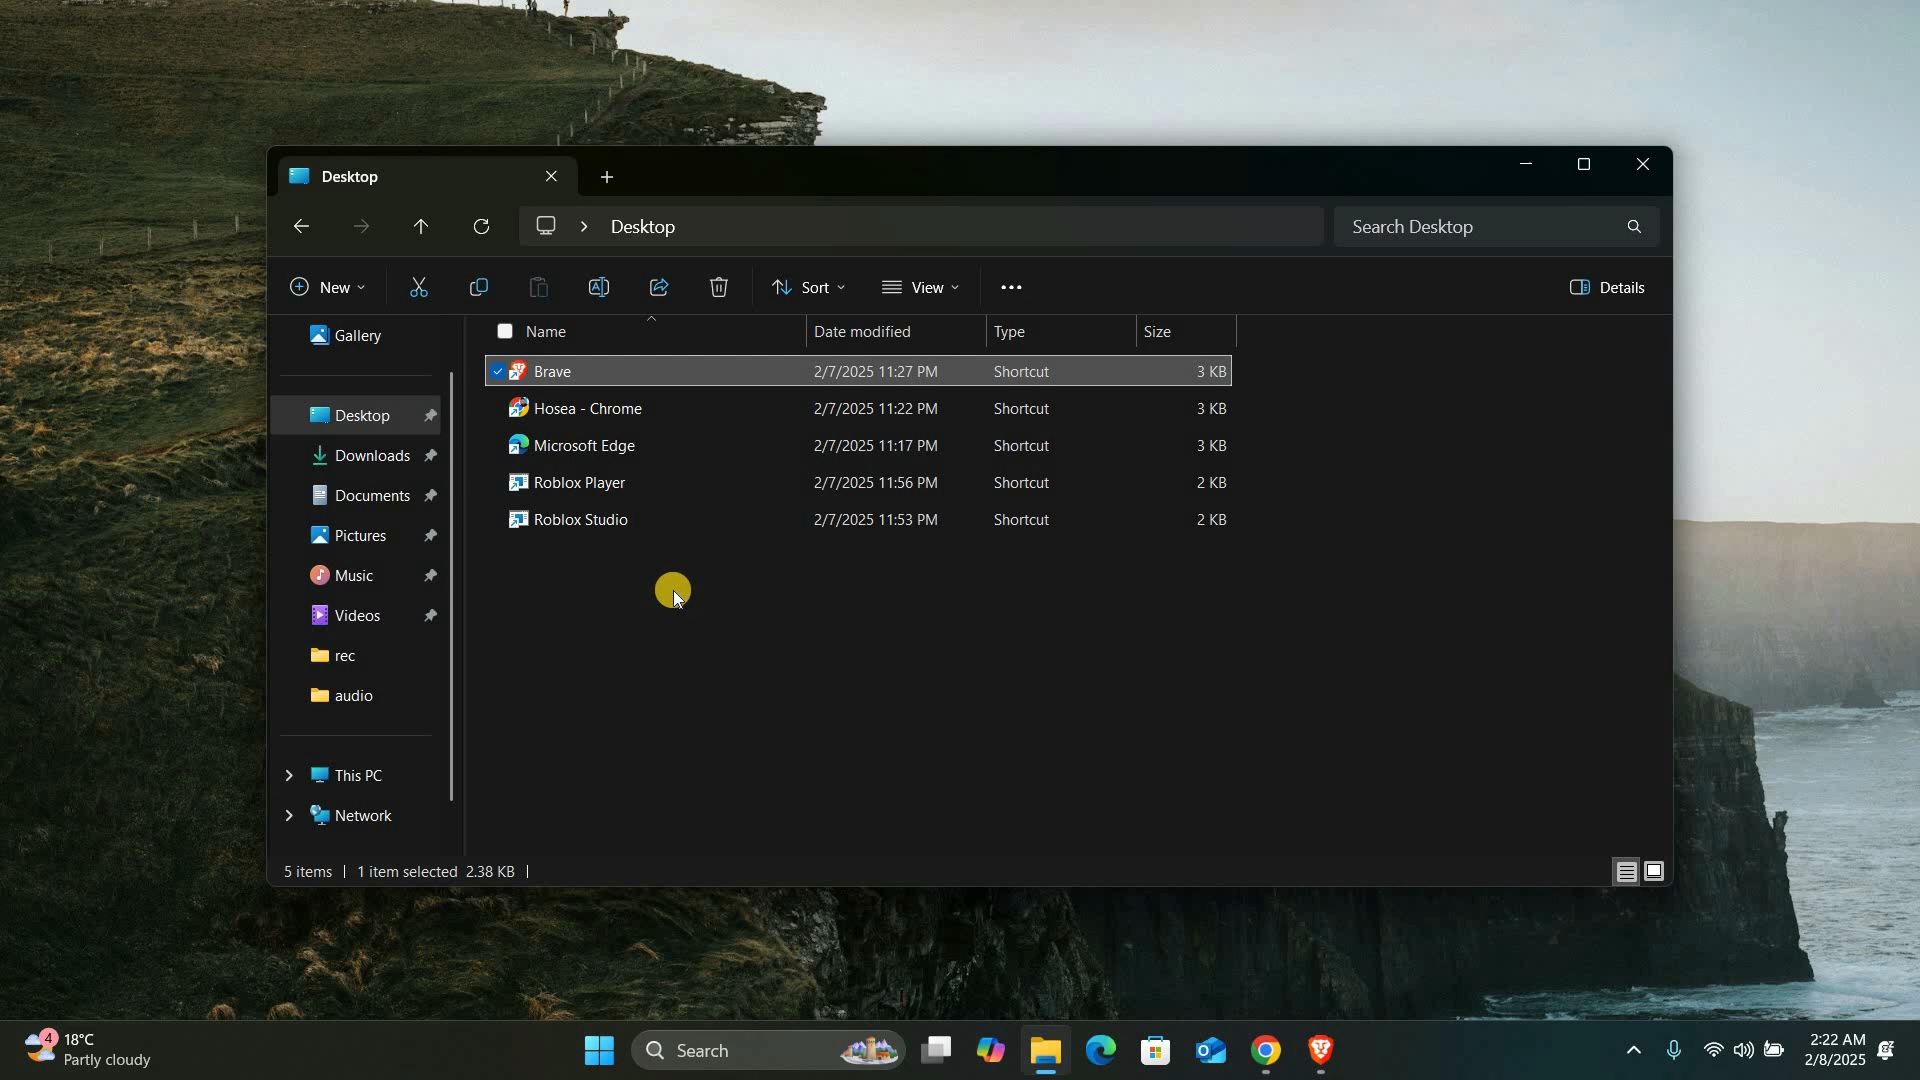 Desktop
Desktop
Search Desktop
New
Sort
View
Details
Name
Date modified
Type
Size
Gallery
Desktop
Downloads
Documents
Pictures
Music
Videos
rec
audio
This PC
Network
Brave 2/7/2025 11:27 PM Shortcut 3 KB
Hosea - Chrome 2/7/2025 11:22 PM Shortcut 3 KB
Microsoft Edge 2/7/2025 11:17 PM Shortcut 3 KB
Roblox Player 2/7/2025 11:56 PM Shortcut 2 KB
Roblox Studio 2/7/2025 11:53 PM Shortcut 2 KB
5 items
1 item selected 2.38 KB
4
18°C
Partly cloudy
Search
2:22 AM
2/8/2025